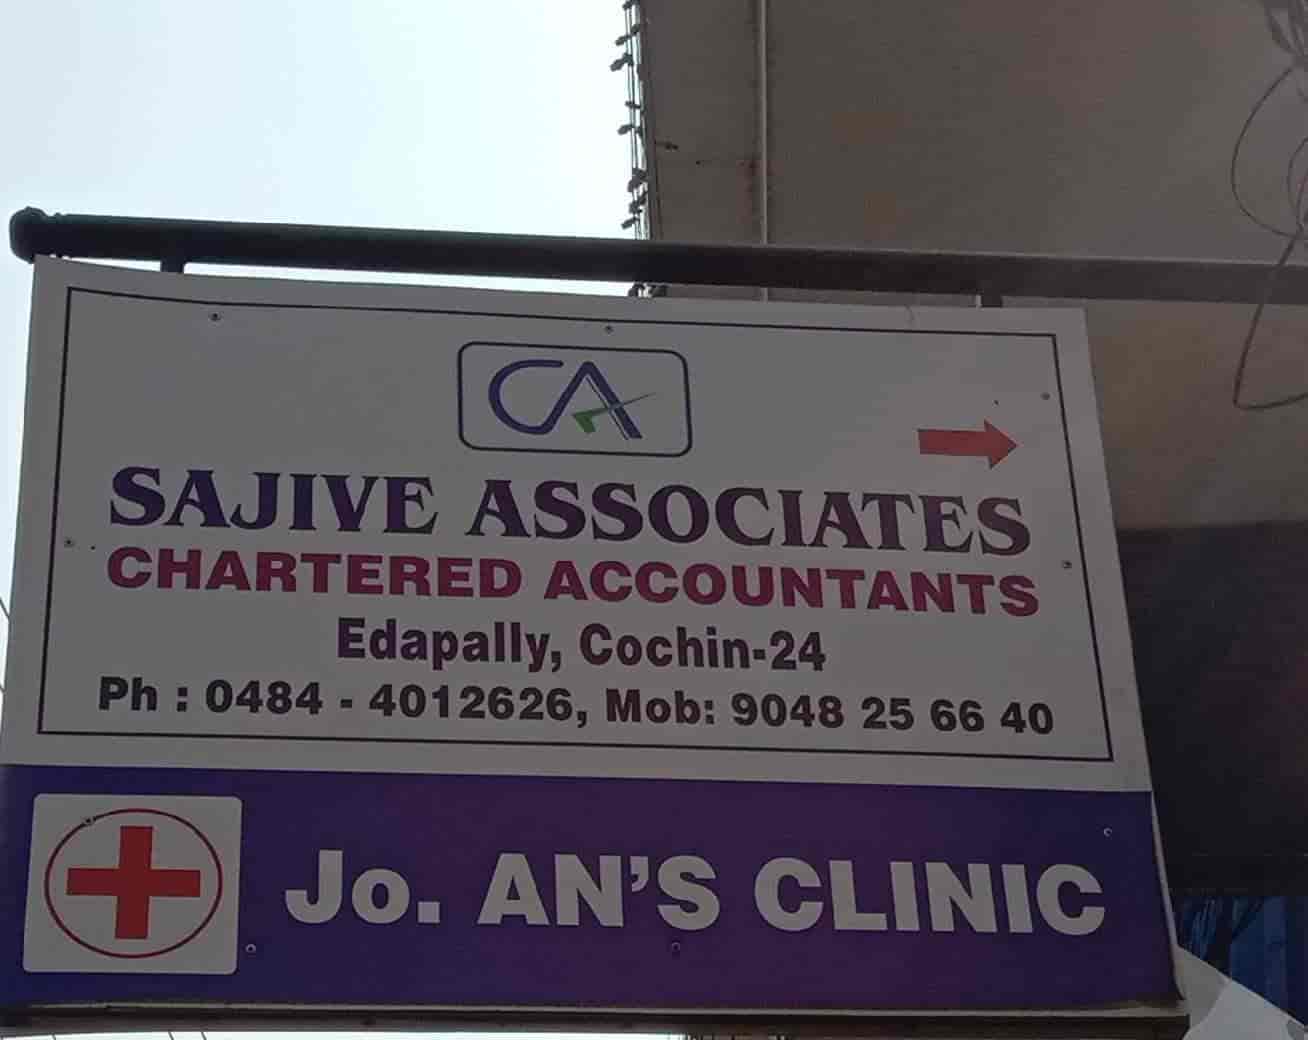 CA
SAJIVE ASSOCIATES
CHARTERED ACCOUNTANTS
Edapally, Cochin-24
Ph : 0484 - 4012626, Mob: 9048 25 66 40
Jo. AN'S CLINIC